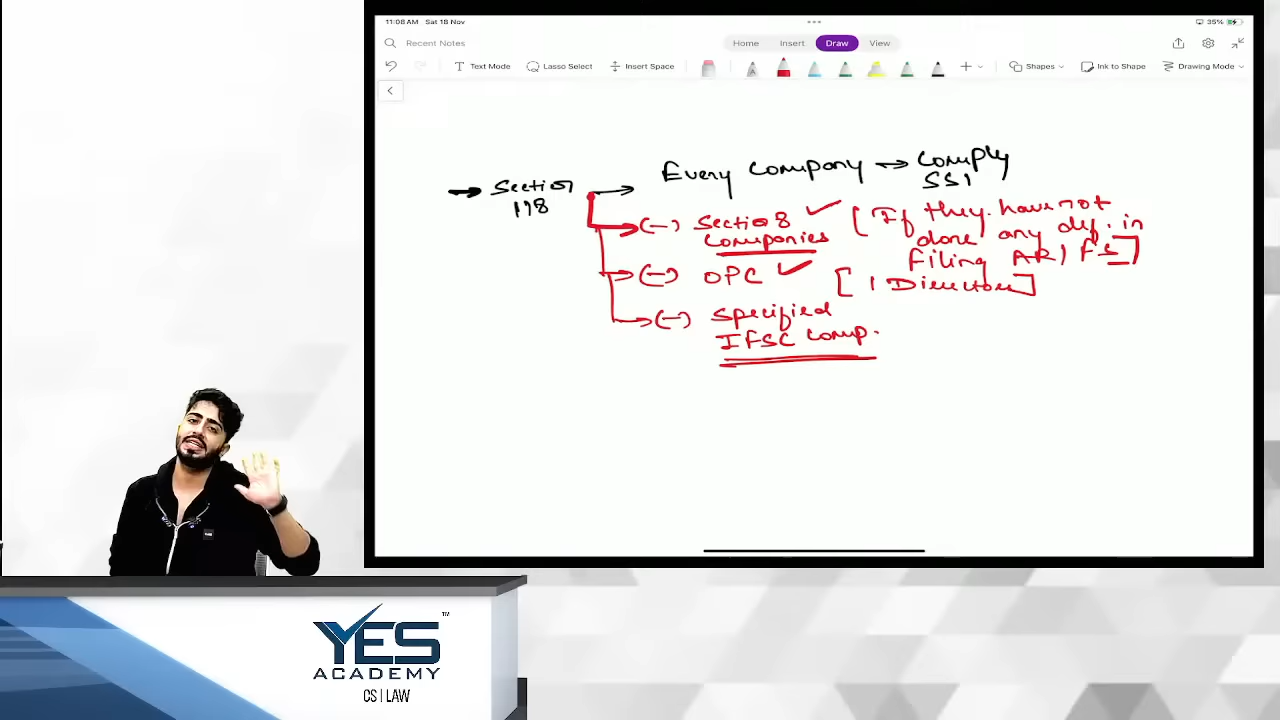 11:08 AM Sat 18 Nov
35%
Recent Notes
Home Insert Draw View
Text Mode Lasso Select Insert Space Shapes Ink to Shape Drawing Mode
→ Section 118 → Every Company → Comply SS1
(-) Section 8 Companies ✓ [If they have not done any def. in filing AR/FS]
(-) OPC ✓ [1 Director]
(-) Specified IFSC Comp.
YES™
ACADEMY
CS | LAW